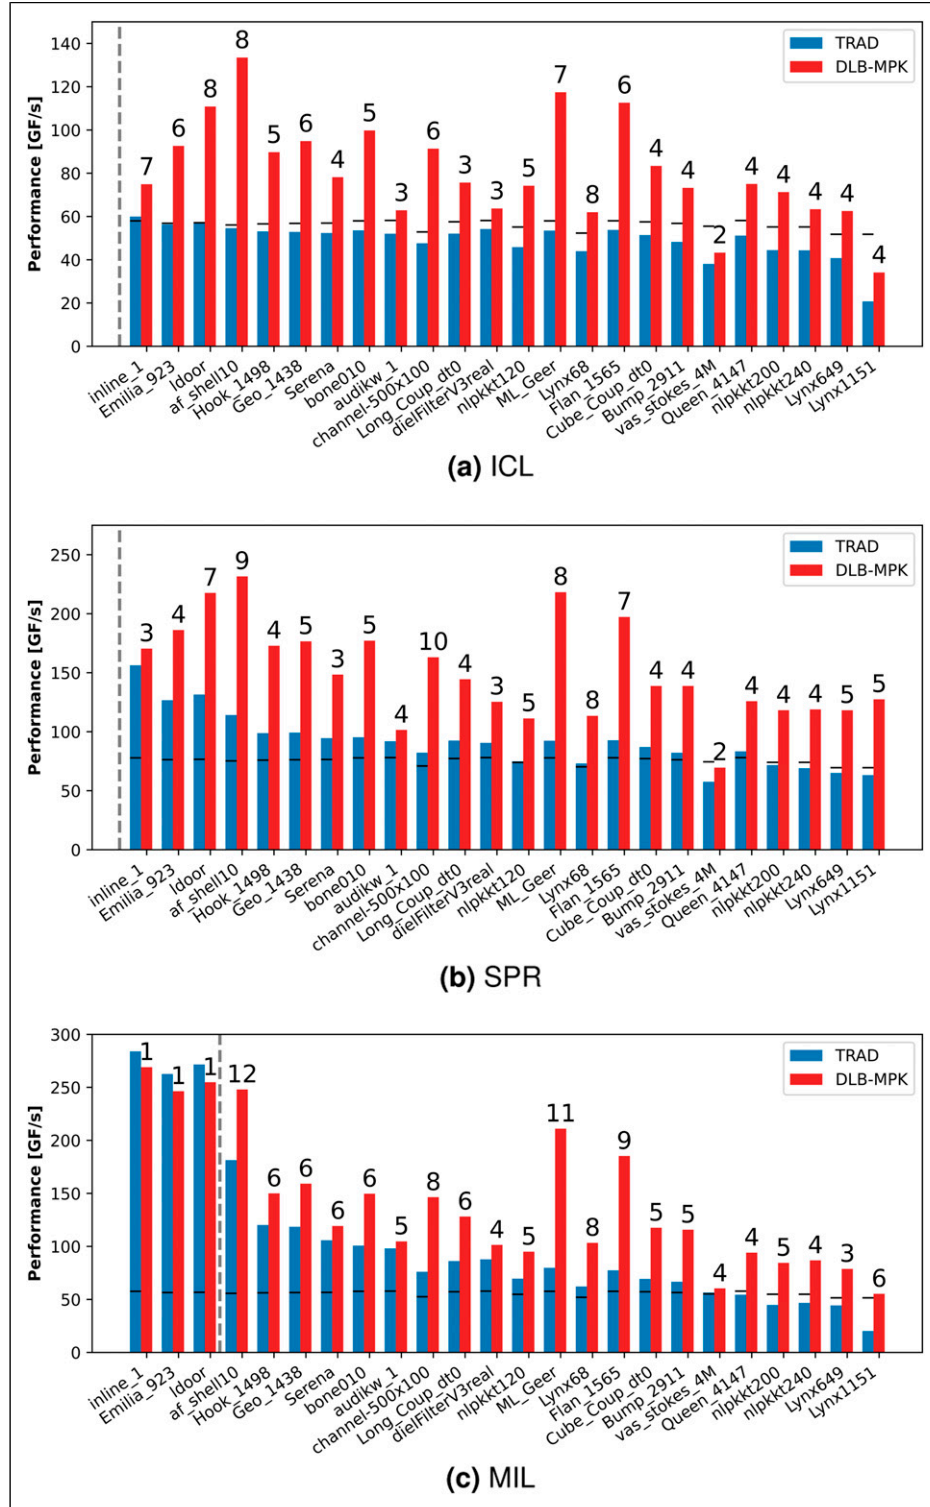 140
120
100
80
60
40
20
0
Performance [GF/s]
TRAD
DLB-MPK
7 6 8 8 5 6 4 5 3 6 3 3 5 7 8 6 4 4 2 4 4 4 4 4
inline_1
Emilia_923
ldoor
af_shell10
Hook_1498
Geo_1438
Serena
bone010
audikw_1
channel-500x100
Long_Coup_dt0
dielFilterV3real
nlpkkt120
ML_Geer
Lynx68
Flan_1565
Cube_Coup_dt0
Bump_2911
vas_stokes_4M
Queen_4147
nlpkkt200
nlpkkt240
Lynx649
Lynx1151
(a) ICL
250
200
150
100
50
0
Performance [GF/s]
TRAD
DLB-MPK
3 4 7 9 4 5 3 5 4 10 4 3 5 8 8 7 4 4 2 4 4 4 5 5
inline_1
Emilia_923
ldoor
af_shell10
Hook_1498
Geo_1438
Serena
bone010
audikw_1
channel-500x100
Long_Coup_dt0
dielFilterV3real
nlpkkt120
ML_Geer
Lynx68
Flan_1565
Cube_Coup_dt0
Bump_2911
vas_stokes_4M
Queen_4147
nlpkkt200
nlpkkt240
Lynx649
Lynx1151
(b) SPR
300
250
200
150
100
50
0
Performance [GF/s]
TRAD
DLB-MPK
1 1 1 12 6 6 6 6 5 8 6 4 5 11 8 9 5 5 4 4 5 4 3 6
inline_1
Emilia_923
ldoor
af_shell10
Hook_1498
Geo_1438
Serena
bone010
audikw_1
channel-500x100
Long_Coup_dt0
dielFilterV3real
nlpkkt120
ML_Geer
Lynx68
Flan_1565
Cube_Coup_dt0
Bump_2911
vas_stokes_4M
Queen_4147
nlpkkt200
nlpkkt240
Lynx649
Lynx1151
(c) MIL